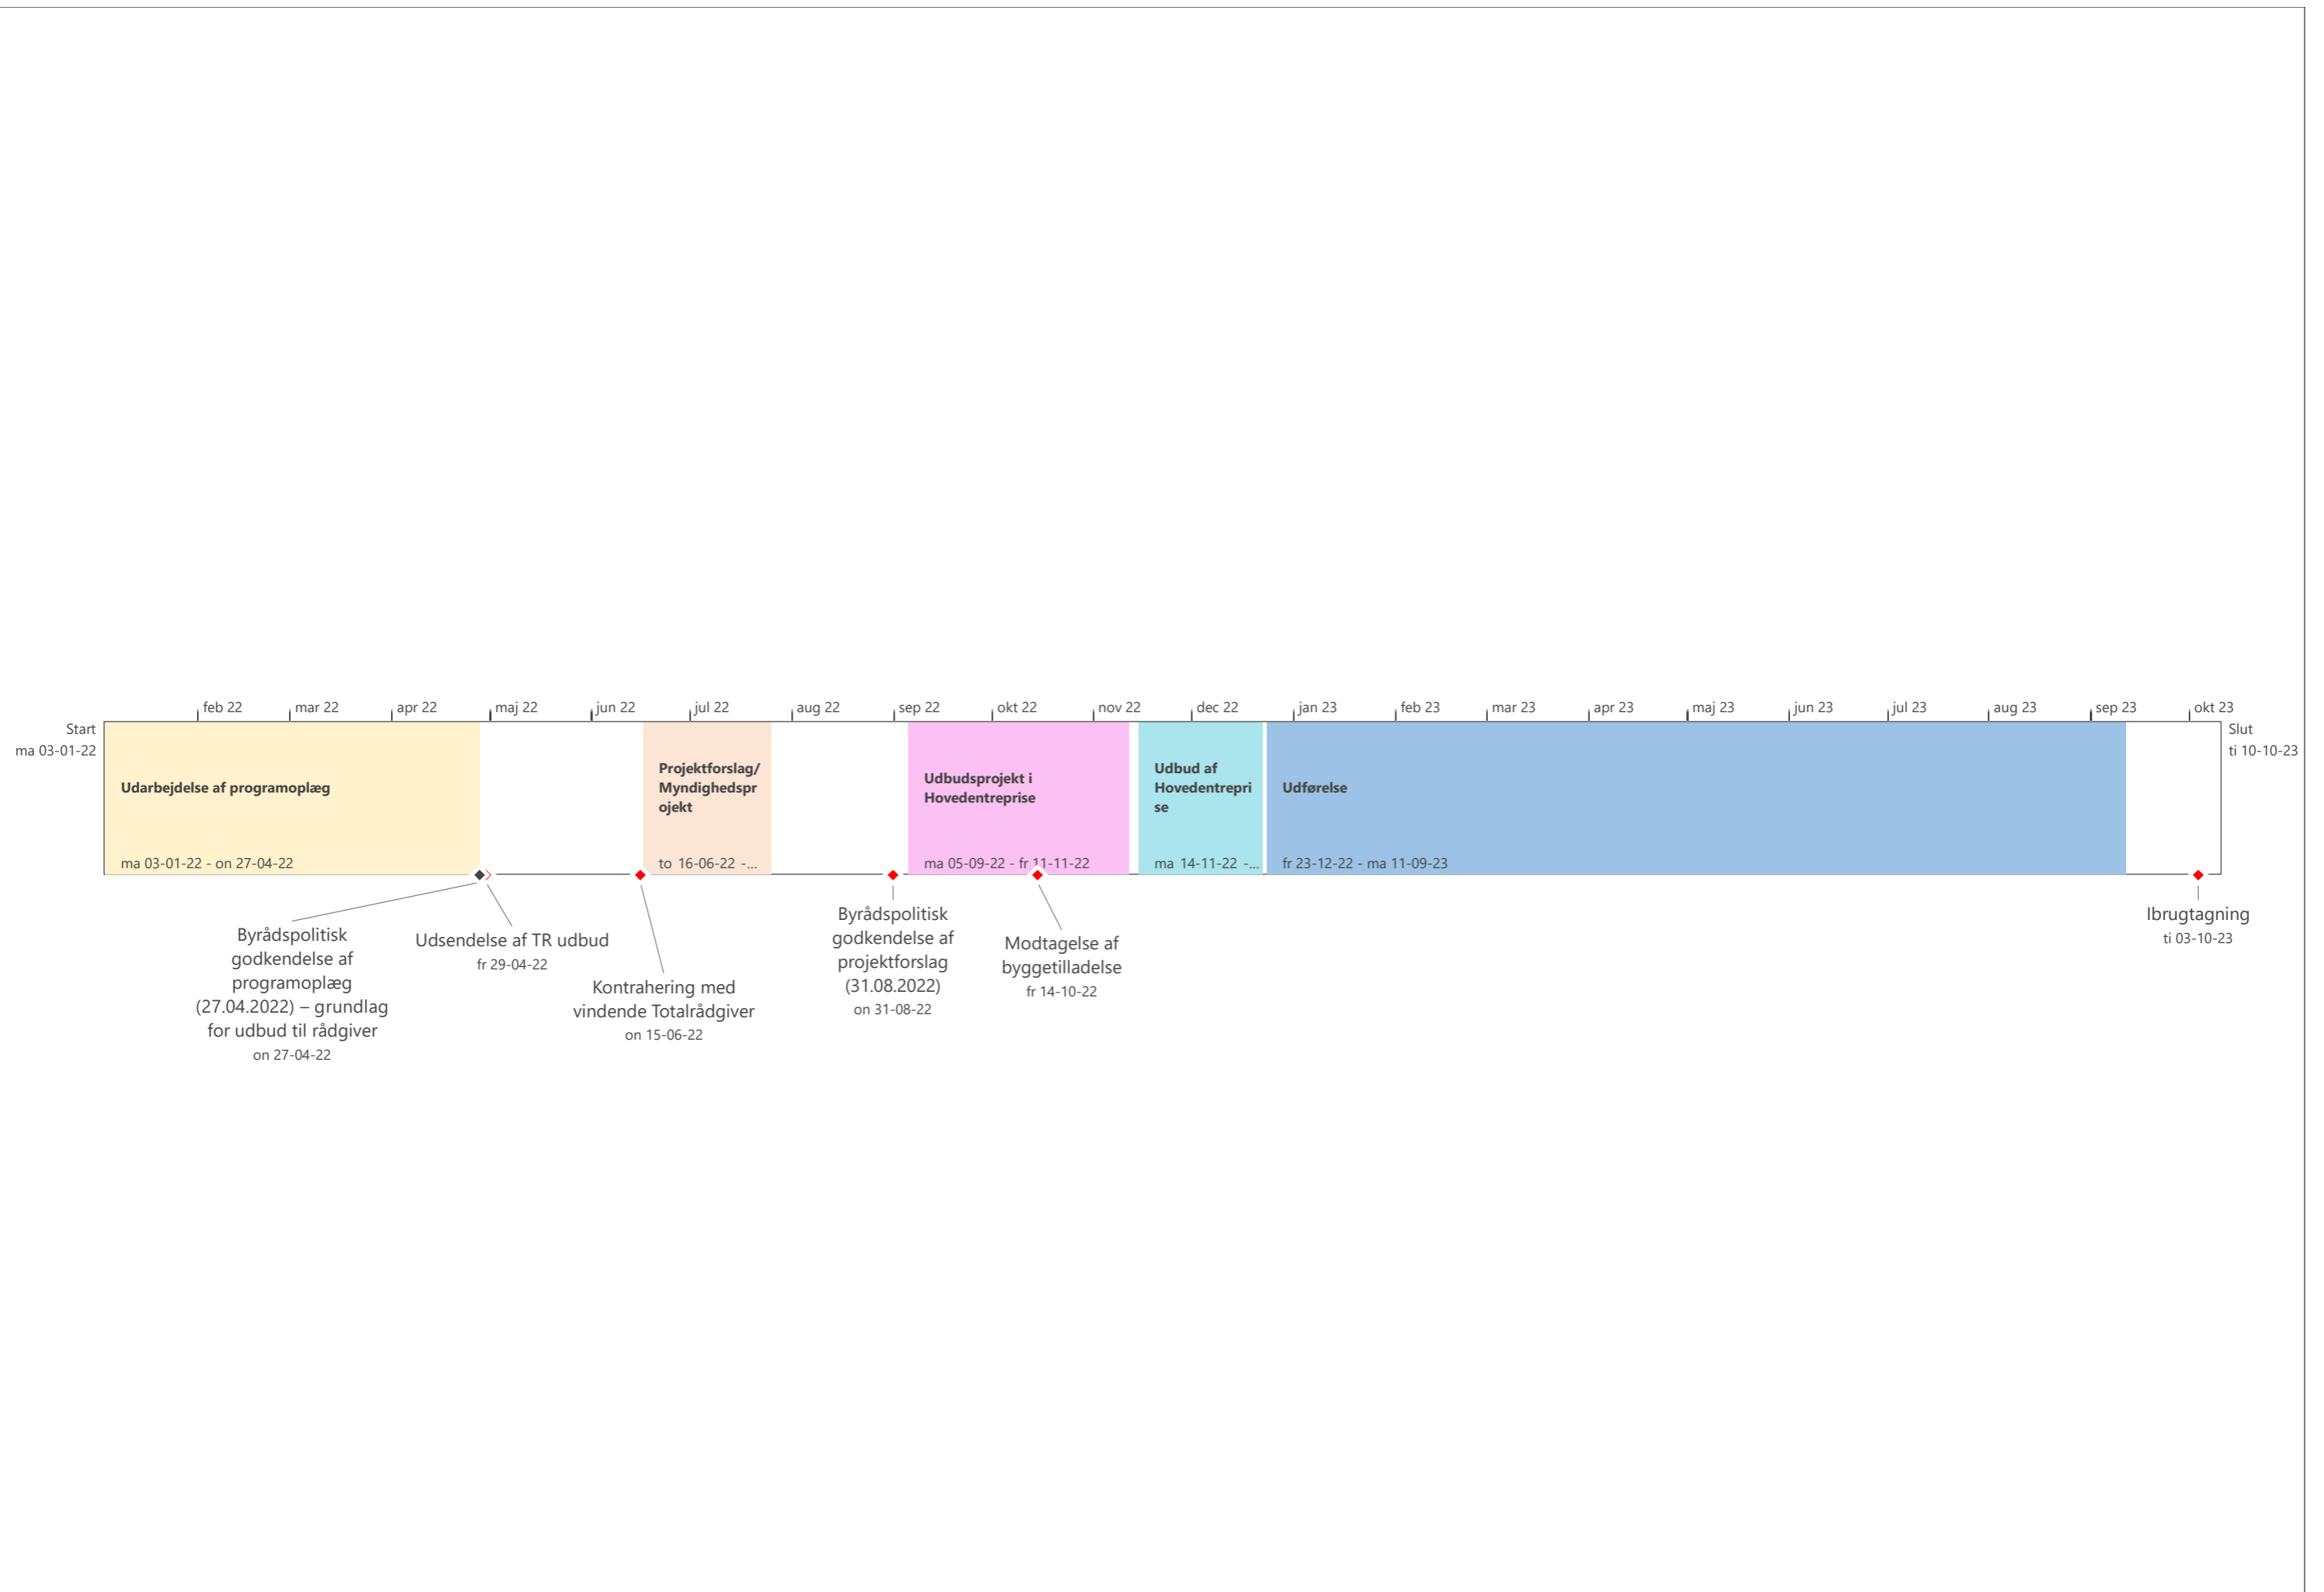 feb 22
mar 22
apr 22
maj 22
jun 22
jul 22
aug 22
sep 22
okt 22
nov 22
dec 22
jan 23
feb 23
mar 23
apr 23
maj 23
jun 23
jul 23
aug 23
sep 23
okt 23
Start
ma 03-01-22
Slut
ti 10-10-23
Udarbejdelse af programoplæg
ma 03-01-22 - on 27-04-22
Projektforslag/
Myndighedspr
ojekt
to 16-06-22 -...
Udbudsprojekt i
Hovedentreprise
ma 05-09-22 - fr 11-11-22
Udbud af
Hovedentrepri
se
ma 14-11-22 -...
Udførelse
fr 23-12-22 - ma 11-09-23
Byrådspolitisk
godkendelse af
programoplæg
(27.04.2022) – grundlag
for udbud til rådgiver
on 27-04-22
Udsendelse af TR udbud
fr 29-04-22
Kontrahering med
vindende Totalrådgiver
on 15-06-22
Byrådspolitisk
godkendelse af
projektforslag
(31.08.2022)
on 31-08-22
Modtagelse af
byggetilladelse
fr 14-10-22
Ibrugtagning
ti 03-10-23